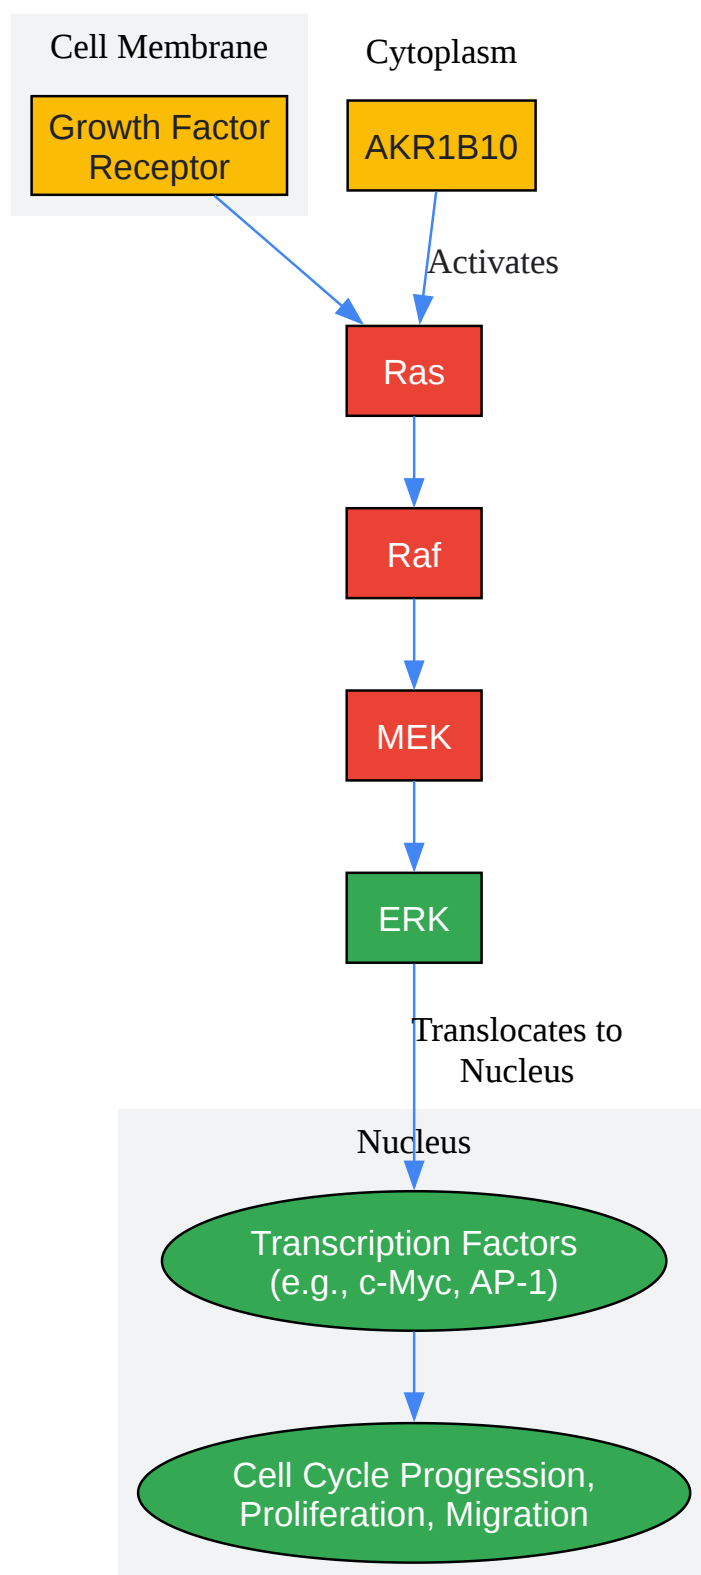 Cell Membrane
Cytoplasm
Growth Factor
Receptor
AKR1B10
Activates
Ras
Raf
MEK
ERK
Translocates to
Nucleus
Nucleus
Transcription Factors
(e.g., c-Myc, AP-1)
Cell Cycle Progression,
Proliferation, Migration